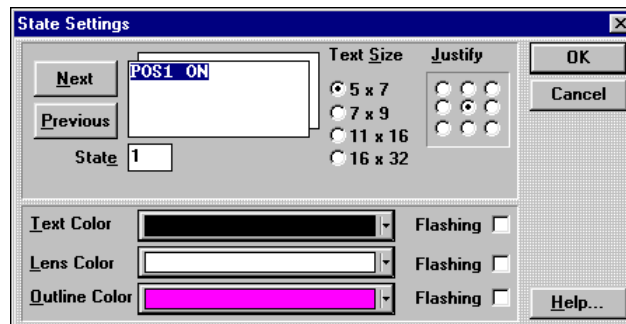 State Settings
Next
Previous
State 1
POS1 ON
Text Size
5 x 7
7 x 9
11 x 16
16 x 32
Justify
OK
Cancel
Text Color
Flashing
Lens Color
Flashing
Outline Color
Flashing
Help...